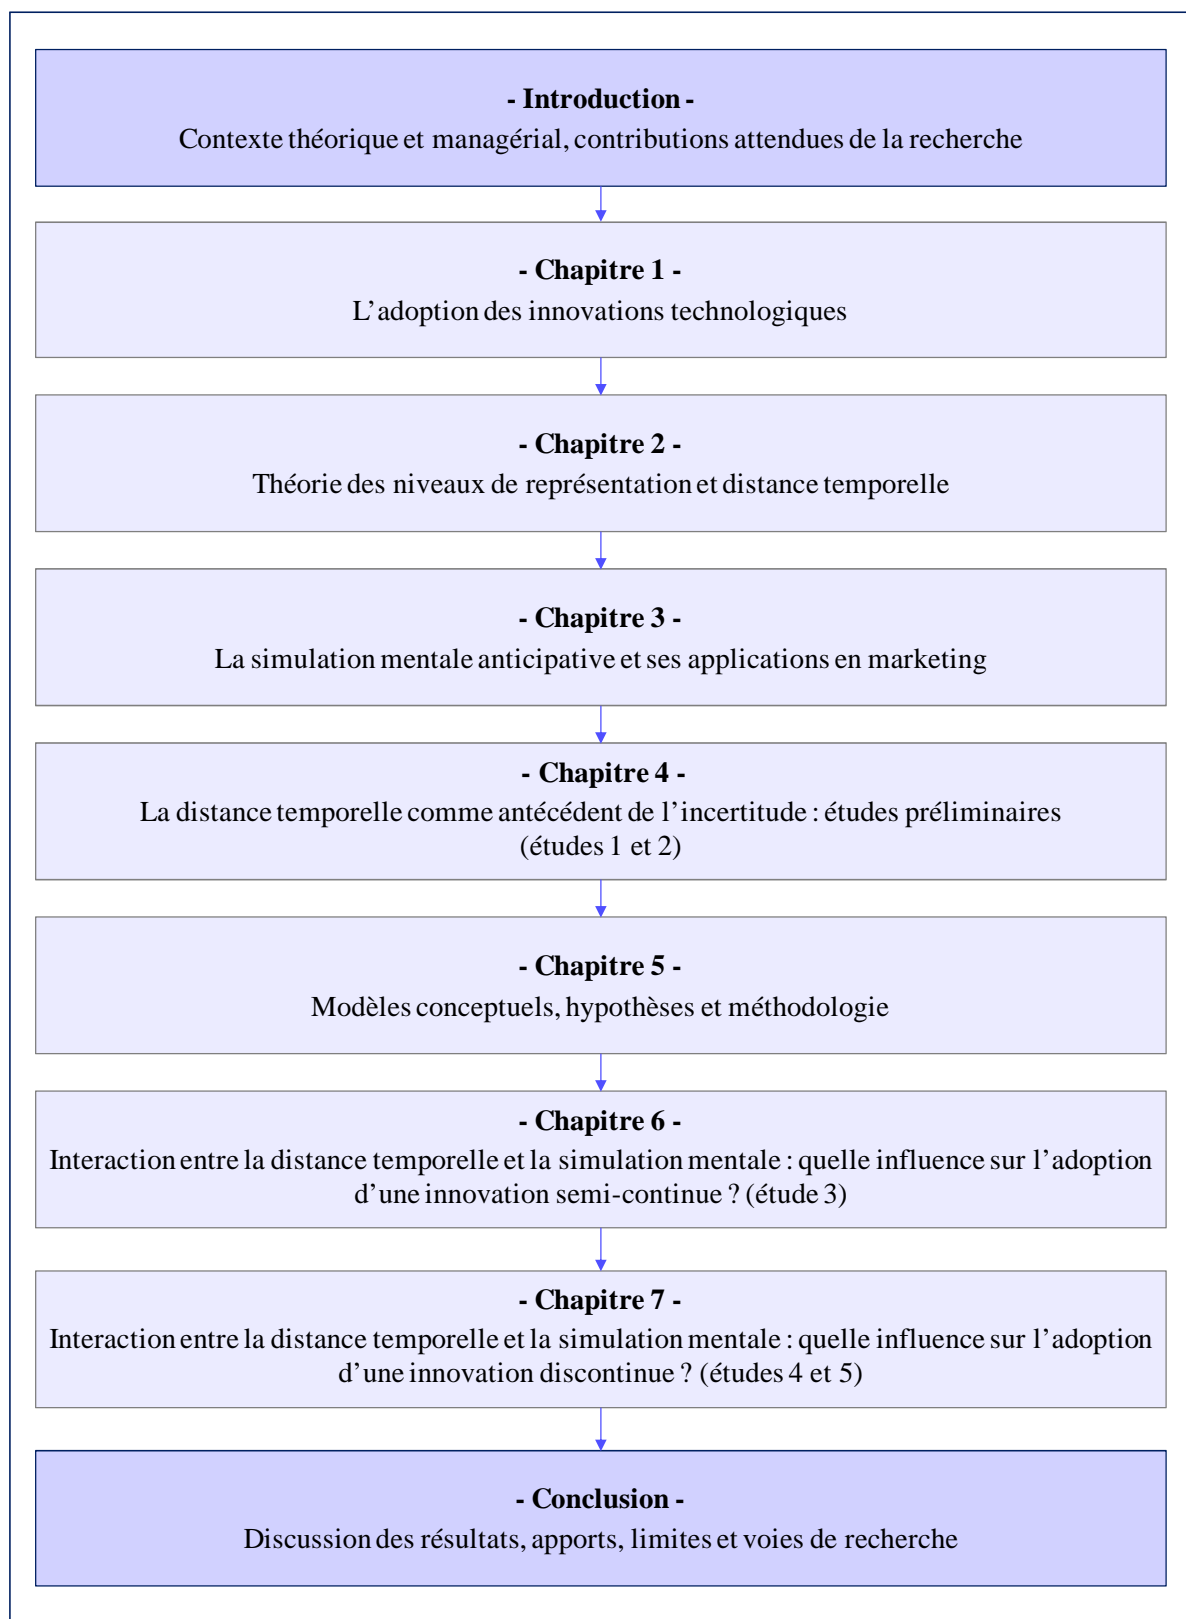 - Introduction -
Contexte théorique et managérial, contributions attendues de la recherche
- Chapitre 1 -
L’adoption des innovations technologiques
- Chapitre 2 -
Théorie des niveaux de représentation et distance temporelle
- Chapitre 3 -
La simulation mentale anticipative et ses applications en marketing
- Chapitre 4 -
La distance temporelle comme antécédent de l’incertitude : études préliminaires
(études 1 et 2)
- Chapitre 5 -
Modèles conceptuels, hypothèses et méthodologie
- Chapitre 6 -
Interaction entre la distance temporelle et la simulation mentale : quelle influence sur l’adoption
d’une innovation semi-continue ? (étude 3)
- Chapitre 7 -
Interaction entre la distance temporelle et la simulation mentale : quelle influence sur l’adoption
d’une innovation discontinue ? (études 4 et 5)
- Conclusion -
Discussion des résultats, apports, limites et voies de recherche